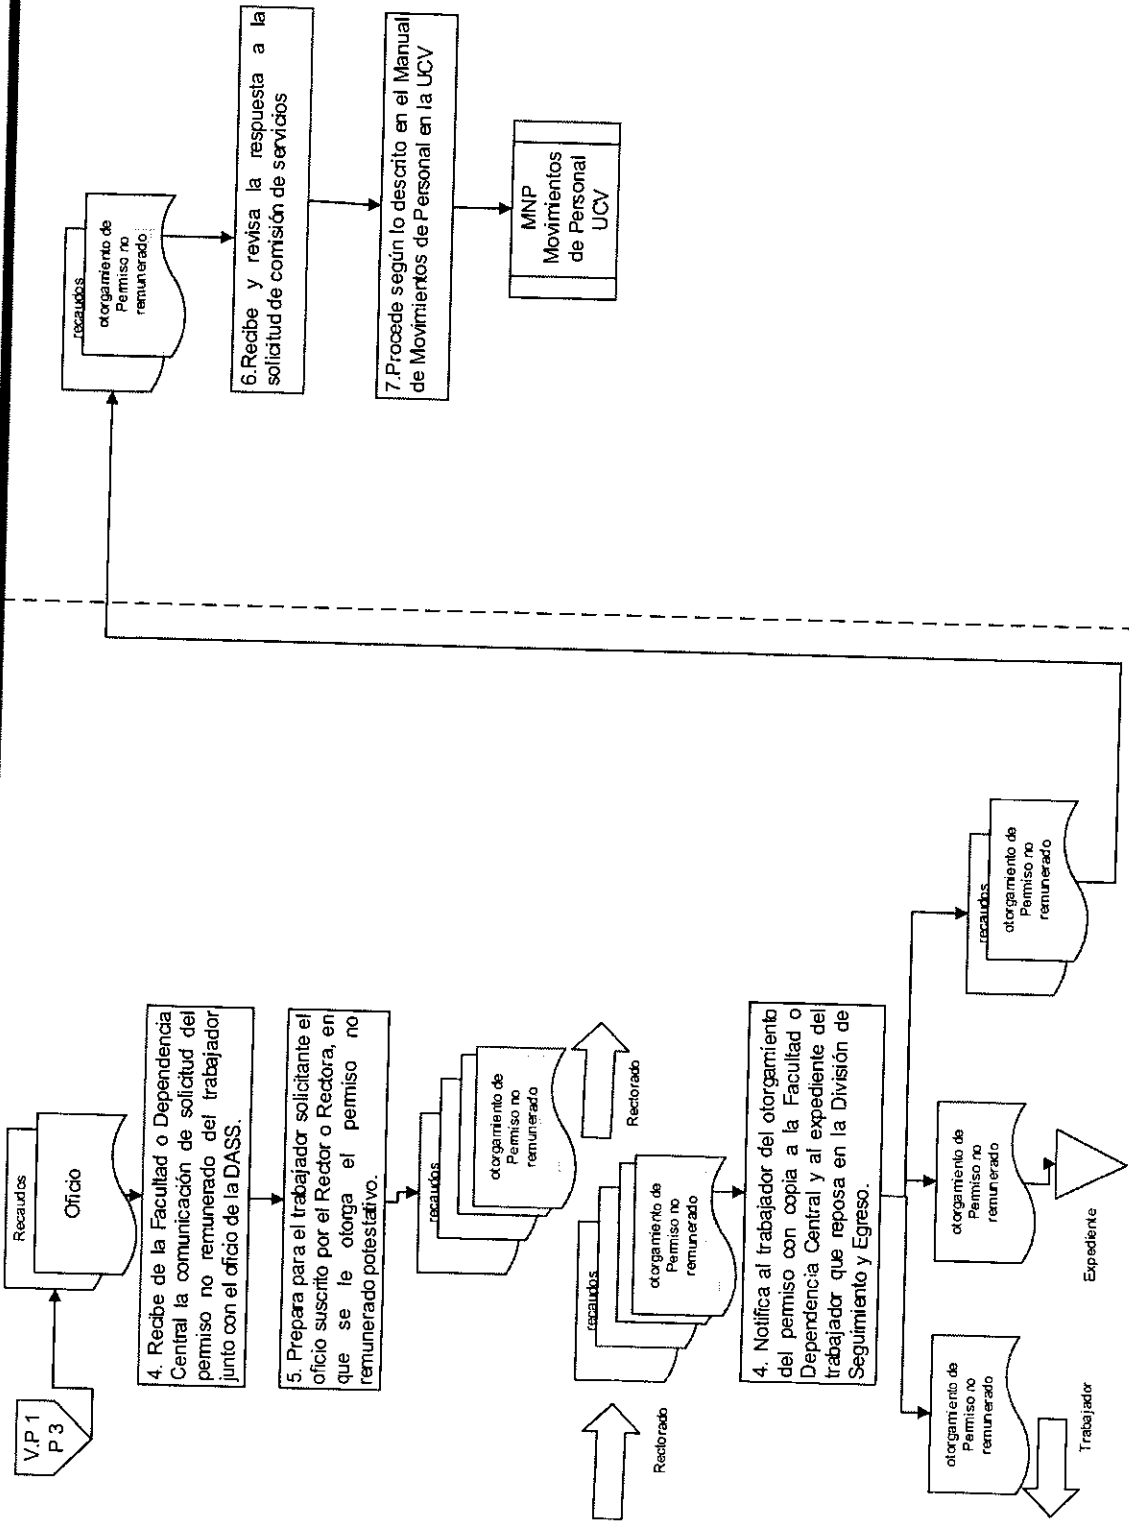 V.P 1
P 3
Recaudos
Oficio
4. Recibe de la Facultad o Dependencia
Central la comunicación de solicitud del
permiso no remunerado del trabajador
junto con el oficio de la DASS.
5. Prepara para el trabajador solicitante el
oficio suscrito por el Rector o Rectora, en
que se le otorga el permiso no
remunerado potestativo.
recaudos
otorgamiento de
Permiso no
remunerado
Rectorado
Rectorado
recaudos
otorgamiento de
Permiso no
remunerado
4. Notifica al trabajador del otorgamiento
del permiso con copia a la Facultad o
Dependencia Central y al expediente del
trabajador que reposa en la División de
Seguimiento y Egreso.
otorgamiento de
Permiso no
remunerado
Trabajador
otorgamiento de
Permiso no
remunerado
Expediente
recaudos
otorgamiento de
Permiso no
remunerado
recaudos
otorgamiento de
Permiso no
remunerado
6.Recibe y revisa la respuesta a la
solicitud de comisión de servicios
7.Procede según lo descrito en el Manual
de Movimientos de Personal en la UCV
MNP
Movimientos
de Personal
UCV